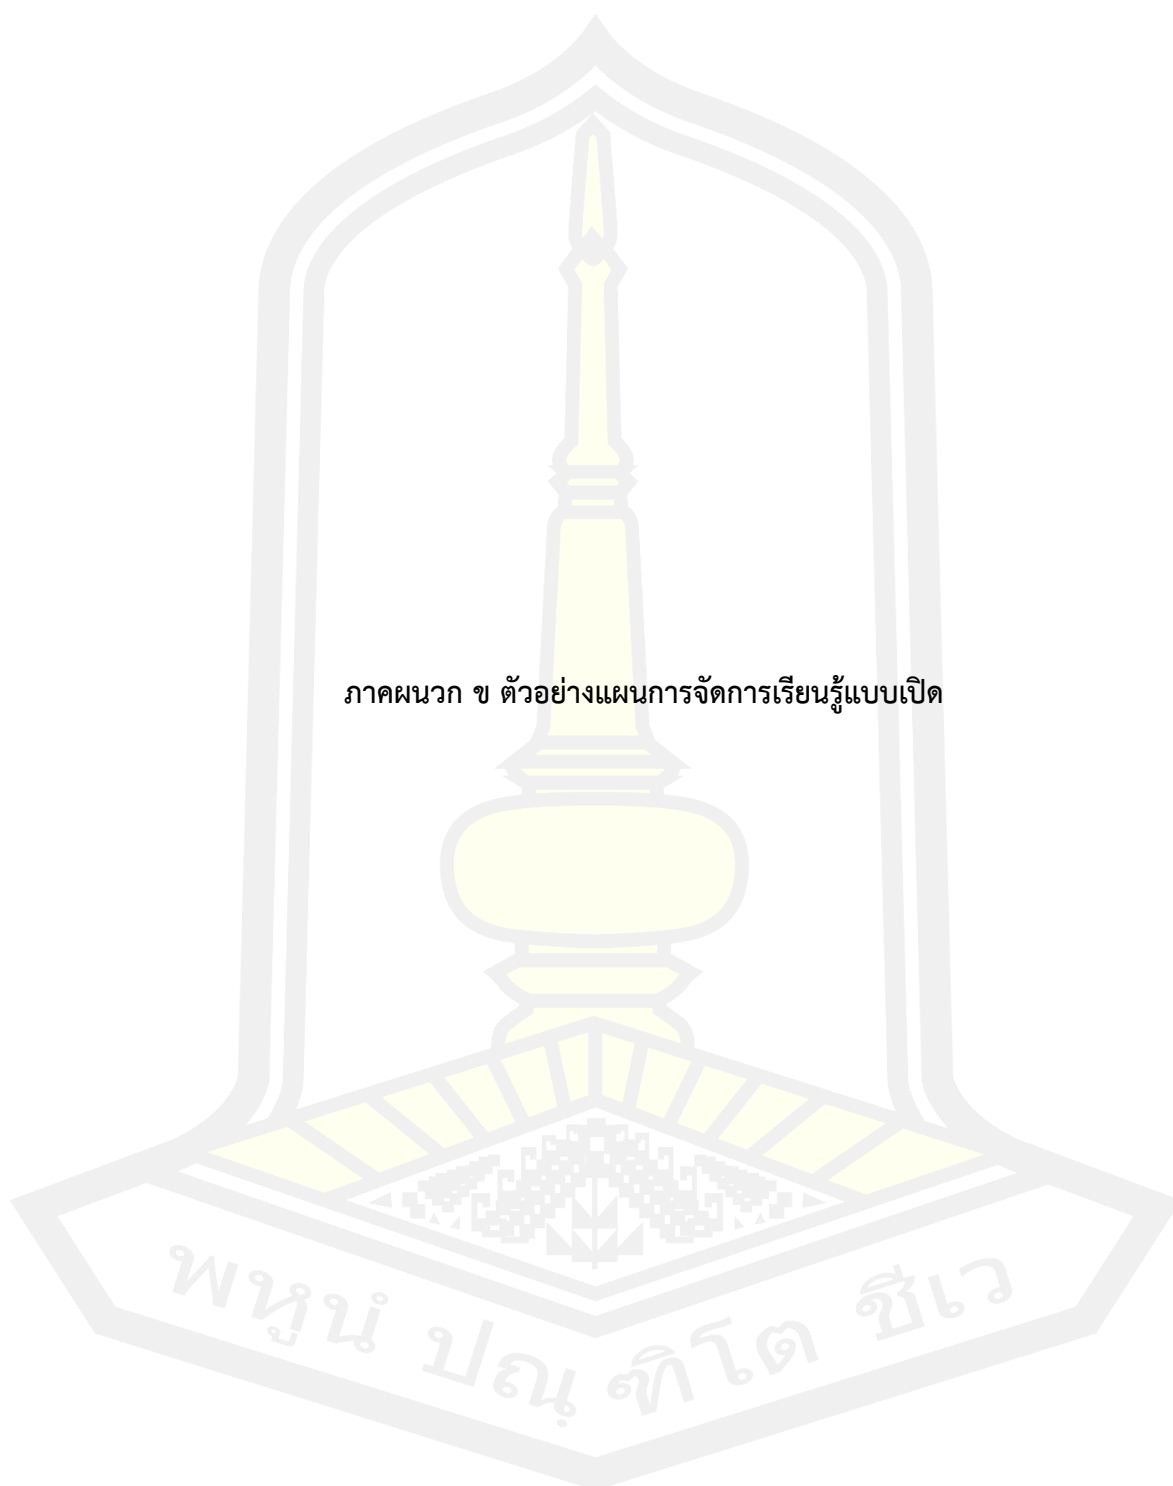 ภาคผนวก ข ตัวอย่างแผนการจัดการเรียนรู้แบบเปิด
พหูนํ ปณฺฑิโต ชีเว